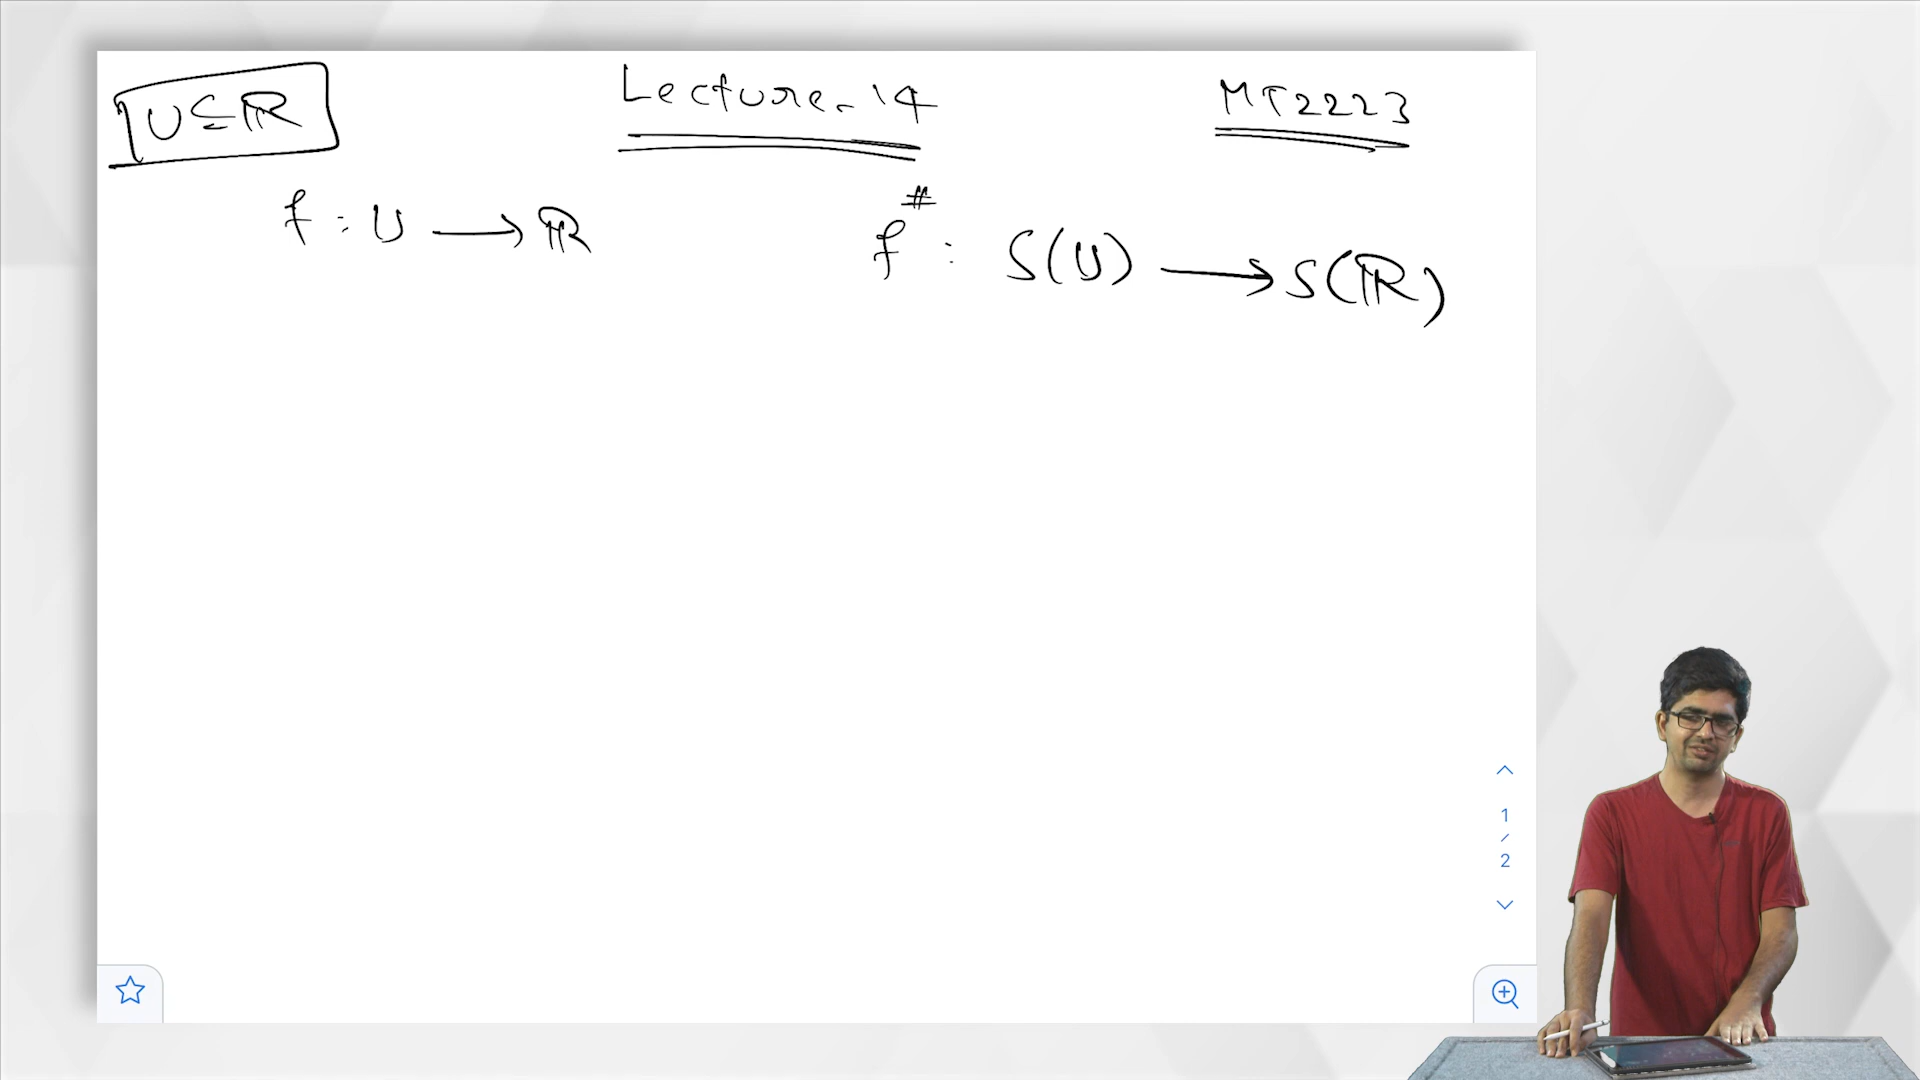 U ⊆ ℝ
Lecture-14
MT2223
f : U ⟶ ℝ
f^# : S(U) ⟶ S(ℝ)
1
/
2